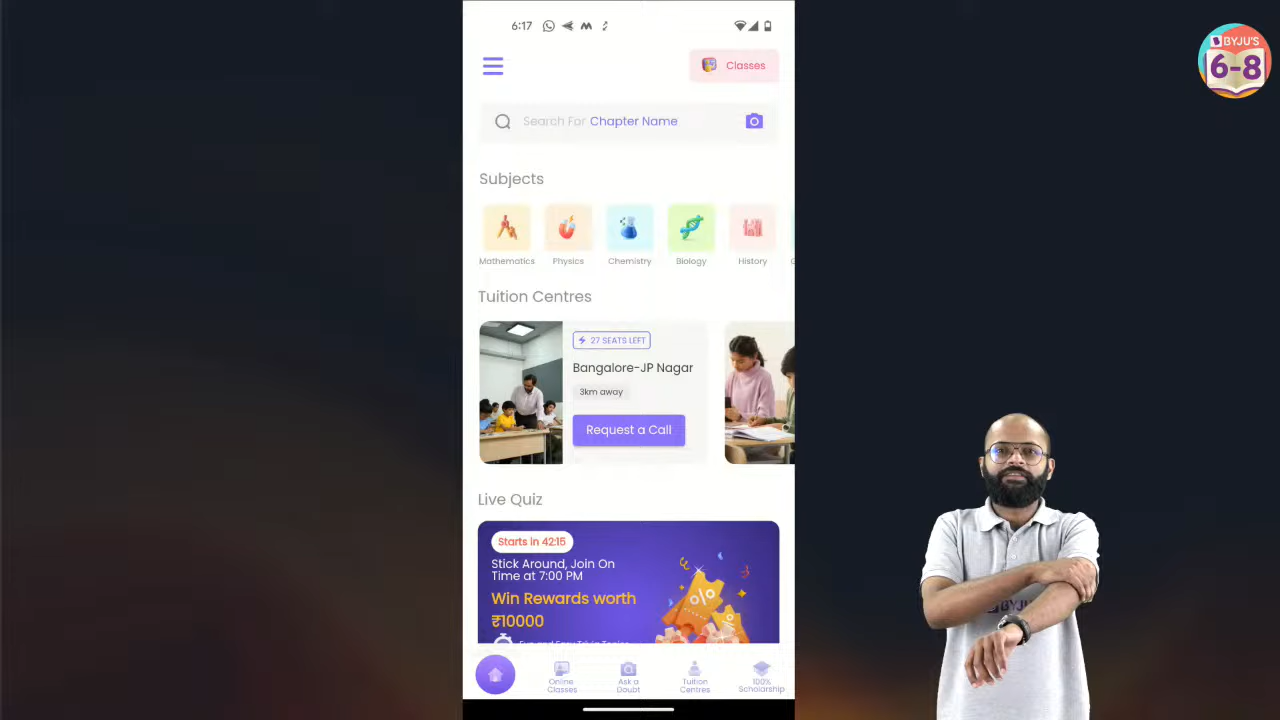 6:17
BYJU'S
6-8
Classes
Search For Chapter Name
Subjects
Mathematics Physics Chemistry Biology History
Tuition Centres
27 SEATS LEFT
Bangalore-JP Nagar
3km away
Request a Call
Live Quiz
Starts in 42:15
Stick Around, Join On
Time at 7:00 PM
Win Rewards worth
₹10000
Online Classes
Ask a Doubt
Tuition Centres
100% Scholarship
BYJU